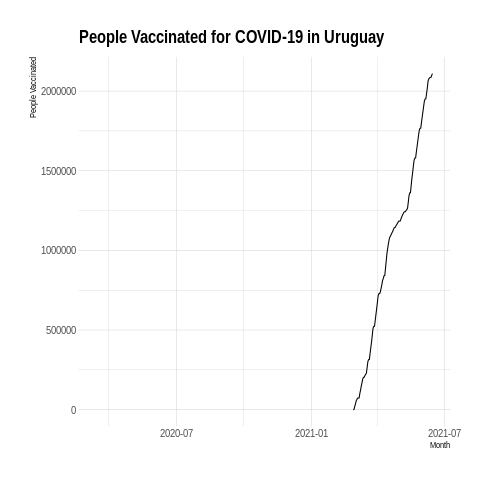 People Vaccinated for COVID-19 in Uruguay
People Vaccinated
2000000
1500000
1000000
500000
0
2020-07
2021-01
2021-07
Month